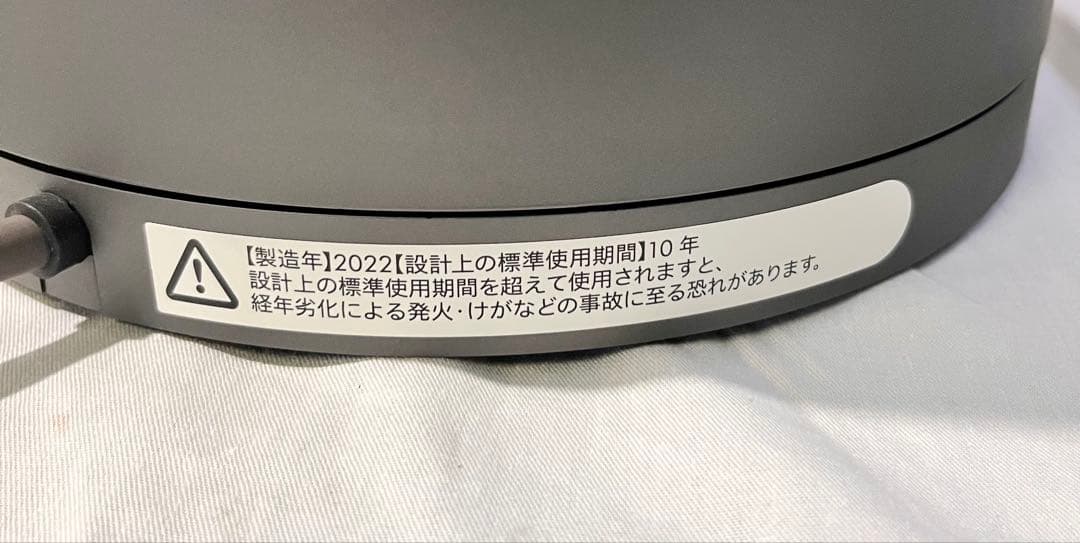 【製造年】2022【設計上の標準使用期間】10 年
設計上の標準使用期間を超えて使用されますと、
経年劣化による発火・けがなどの事故に至る恐れがあります。